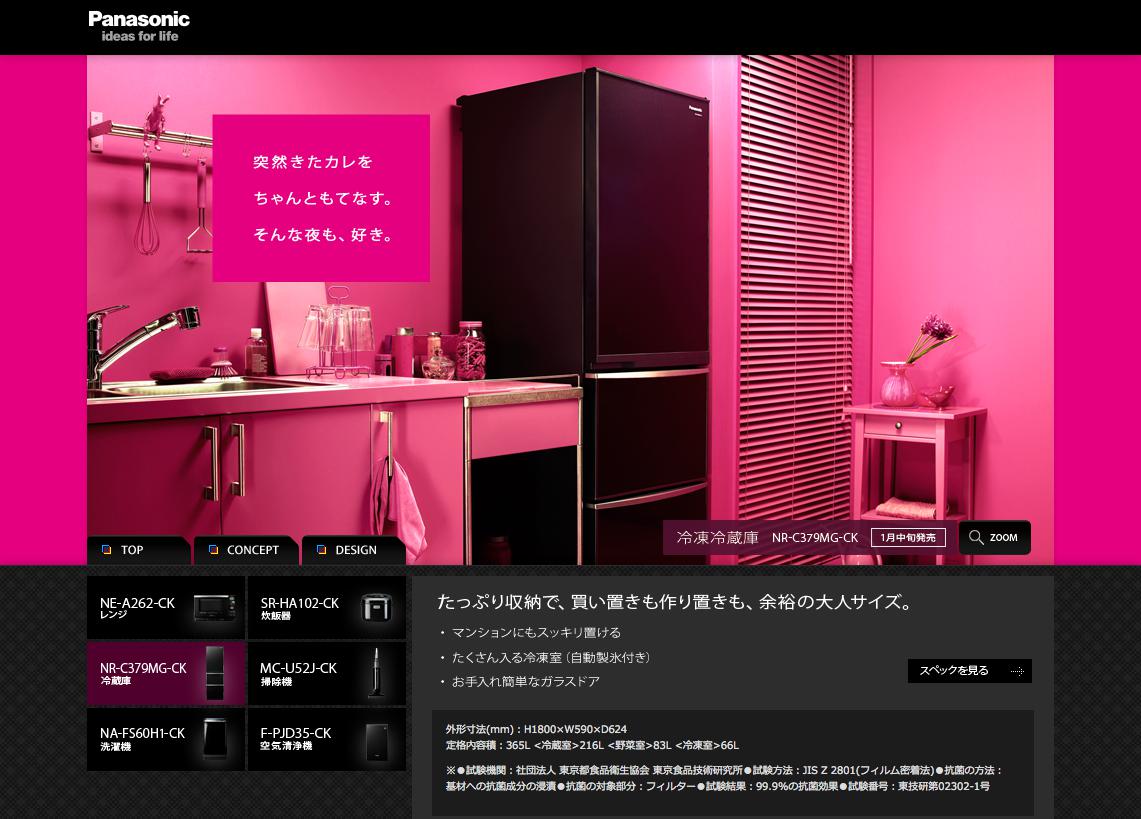 Panasonic
ideas for life
突然きたカレを
ちゃんともてなす。
そんな夜も、好き。
Panasonic
冷凍冷蔵庫 NR-C379MG-CK 1月中旬発売 ZOOM
TOP CONCEPT DESIGN
NE-A262-CK
レンジ
SR-HA102-CK
炊飯器
NR-C379MG-CK
冷蔵庫
MC-U52J-CK
掃除機
NA-FS60H1-CK
洗濯機
F-PJD35-CK
空気清浄機
たっぷり収納で、買い置きも作り置きも、余裕の大人サイズ。
・ マンションにもスッキリ置ける
・ たくさん入る冷凍室（自動製氷付き）
・ お手入れ簡単なガラスドア
スペックを見る
外形寸法(mm)：H1800×W590×D624
定格内容積：365L <冷蔵室>216L <野菜室>83L <冷凍室>66L
※●試験機関：社団法人 東京都食品衛生協会 東京食品技術研究所●試験方法：JIS Z 2801(フィルム密着法)●抗菌の方法：
基材への抗菌成分の浸漬●抗菌の対象部分：フィルター●試験結果：99.9%の抗菌効果●試験番号：東技研第02302-1号